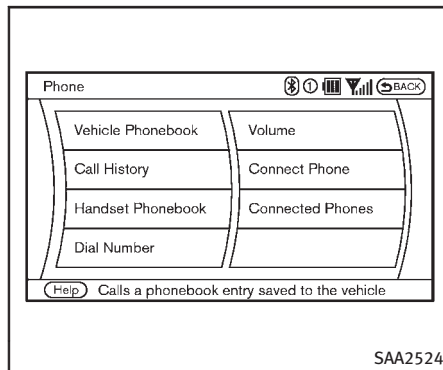 Phone
① BACK
Vehicle Phonebook
Call History
Handset Phonebook
Dial Number
Volume
Connect Phone
Connected Phones
Help Calls a phonebook entry saved to the vehicle
SAA2524